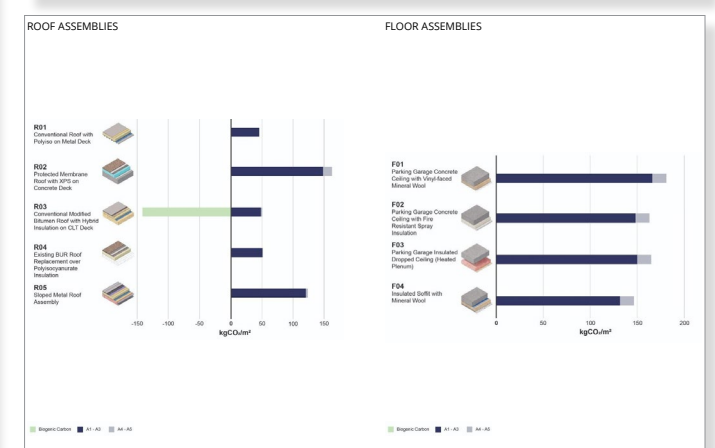 ROOF ASSEMBLIES
R01
Conventional Roof with
Polyiso on Metal Deck
R02
Protected Membrane
Roof with XPS on
Concrete Deck
R03
Conventional Modified
Bitumen Roof with Hybrid
Insulation on CLT Deck
R04
Existing BUR Roof
Replacement over
Polyisocyanurate
Insulation
R05
Sloped Metal Roof
Assembly
-150 -100 -50 0 50 100 150
kgCO₂/m²
Biogenic Carbon A1 - A3 A4 - A5
FLOOR ASSEMBLIES
F01
Parking Garage Concrete
Ceiling with Vinyl-faced
Mineral Wool
F02
Parking Garage Concrete
Ceiling with Fire
Resistant Spray
Insulation
F03
Parking Garage Insulated
Dropped Ceiling (Heated
Plenum)
F04
Insulated Soffit with
Mineral Wool
0 50 100 150 200
kgCO₂/m²
Biogenic Carbon A1 - A3 A4 - A5